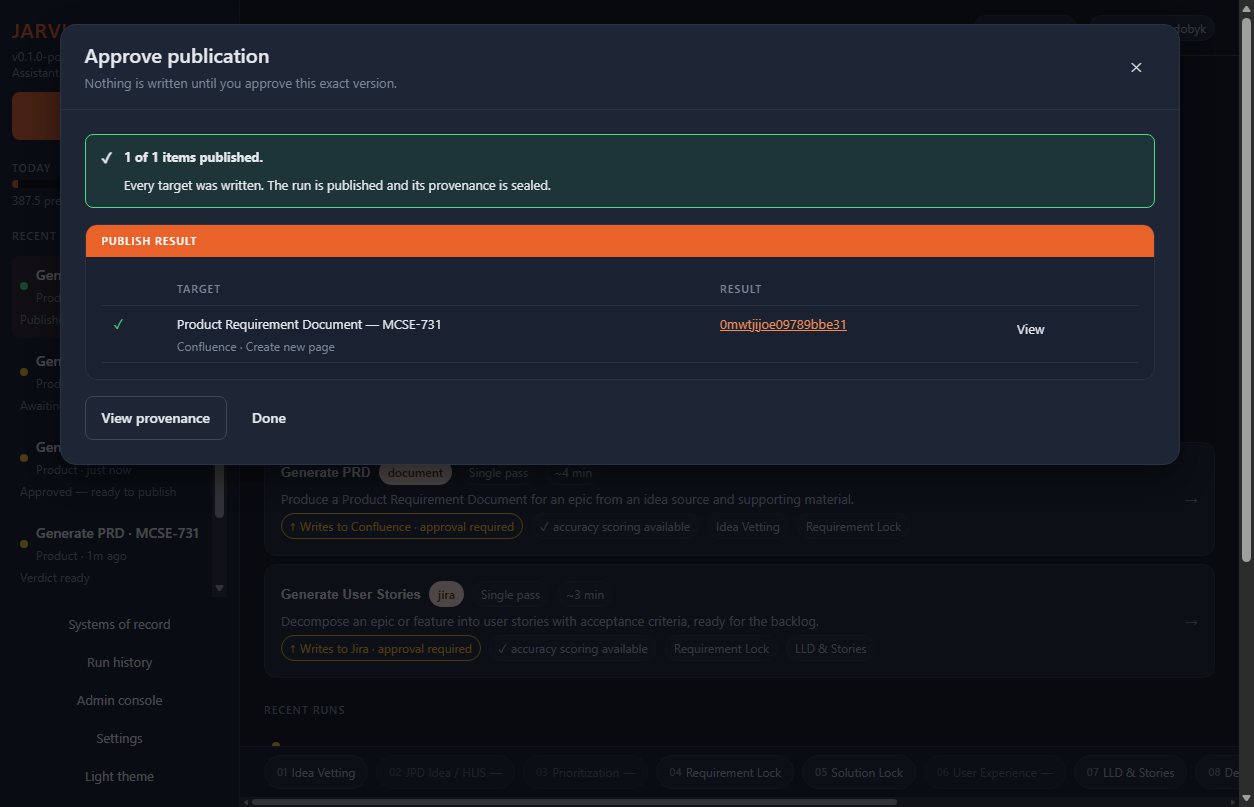 JARV
v0.1.0-po
Assistant
dobyk
Approve publication
Nothing is written until you approve this exact version.
✓ 1 of 1 items published.
Every target was written. The run is published and its provenance is sealed.
PUBLISH RESULT
TARGET RESULT
✓ Product Requirement Document — MCSE-731 0mwtjijoe09789bbe31 View
Confluence · Create new page
View provenance Done
TODAY
387.5 pre
RECENT
Gen
Prod
Publishe
Gen
Prod
Awaitin
Gen
Product · just now
Approved — ready to publish
Generate PRD · MCSE-731
Product · 1m ago
Verdict ready
Systems of record
Run history
Admin console
Settings
Light theme
Generate PRD document Single pass ~4 min
Produce a Product Requirement Document for an epic from an idea source and supporting material. →
↑ Writes to Confluence · approval required ✓ accuracy scoring available Idea Vetting Requirement Lock
Generate User Stories jira Single pass ~3 min
Decompose an epic or feature into user stories with acceptance criteria, ready for the backlog. →
↑ Writes to Jira · approval required ✓ accuracy scoring available Requirement Lock LLD & Stories
RECENT RUNS
01 Idea Vetting 02 JPD Idea / HLIS — 03 Prioritization — 04 Requirement Lock 05 Solution Lock 06 User Experience — 07 LLD & Stories 08 De